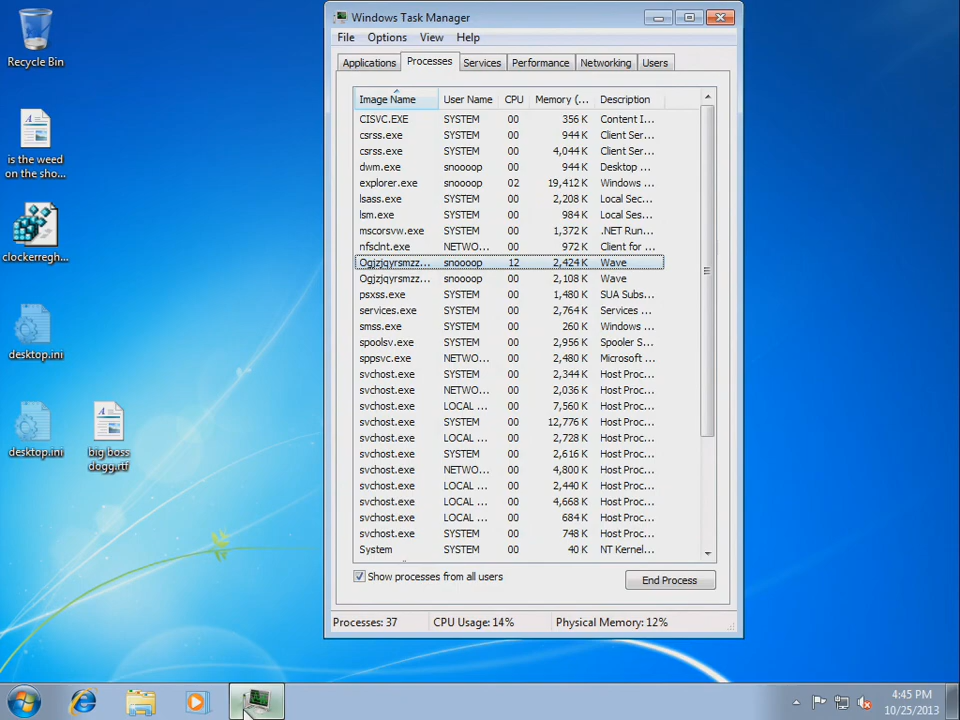 Recycle Bin
is the weed
on the sho...
clockerregh...
desktop.ini
desktop.ini
big boss
dogg.rtf
Windows Task Manager
File Options View Help
Applications Processes Services Performance Networking Users
Image Name User Name CPU Memory (... Description
CISVC.EXE SYSTEM 00 356 K Content I...
csrss.exe SYSTEM 00 944 K Client Ser...
csrss.exe SYSTEM 00 4,044 K Client Ser...
dwm.exe snoooop 00 944 K Desktop ...
explorer.exe snoooop 02 19,412 K Windows ...
lsass.exe SYSTEM 00 2,208 K Local Sec...
lsm.exe SYSTEM 00 984 K Local Ses...
mscorsvw.exe SYSTEM 00 1,372 K .NET Run...
nfsclnt.exe NETWO... 00 972 K Client for ...
Ogjzjqyrsmzz... snoooop 12 2,424 K Wave
Ogjzjqyrsmzz... snoooop 00 2,108 K Wave
psxss.exe SYSTEM 00 1,480 K SUA Subs...
services.exe SYSTEM 00 2,764 K Services ...
smss.exe SYSTEM 00 260 K Windows ...
spoolsv.exe SYSTEM 00 2,956 K Spooler S...
sppsvc.exe NETWO... 00 2,480 K Microsoft ...
svchost.exe SYSTEM 00 2,344 K Host Proc...
svchost.exe NETWO... 00 2,036 K Host Proc...
svchost.exe LOCAL ... 00 7,560 K Host Proc...
svchost.exe SYSTEM 00 12,776 K Host Proc...
svchost.exe LOCAL ... 00 2,728 K Host Proc...
svchost.exe SYSTEM 00 2,616 K Host Proc...
svchost.exe NETWO... 00 4,800 K Host Proc...
svchost.exe LOCAL ... 00 2,440 K Host Proc...
svchost.exe LOCAL ... 00 4,668 K Host Proc...
svchost.exe LOCAL ... 00 684 K Host Proc...
svchost.exe SYSTEM 00 748 K Host Proc...
System SYSTEM 00 40 K NT Kernel...
Show processes from all users End Process
Processes: 37 CPU Usage: 14% Physical Memory: 12%
4:45 PM
10/25/2013